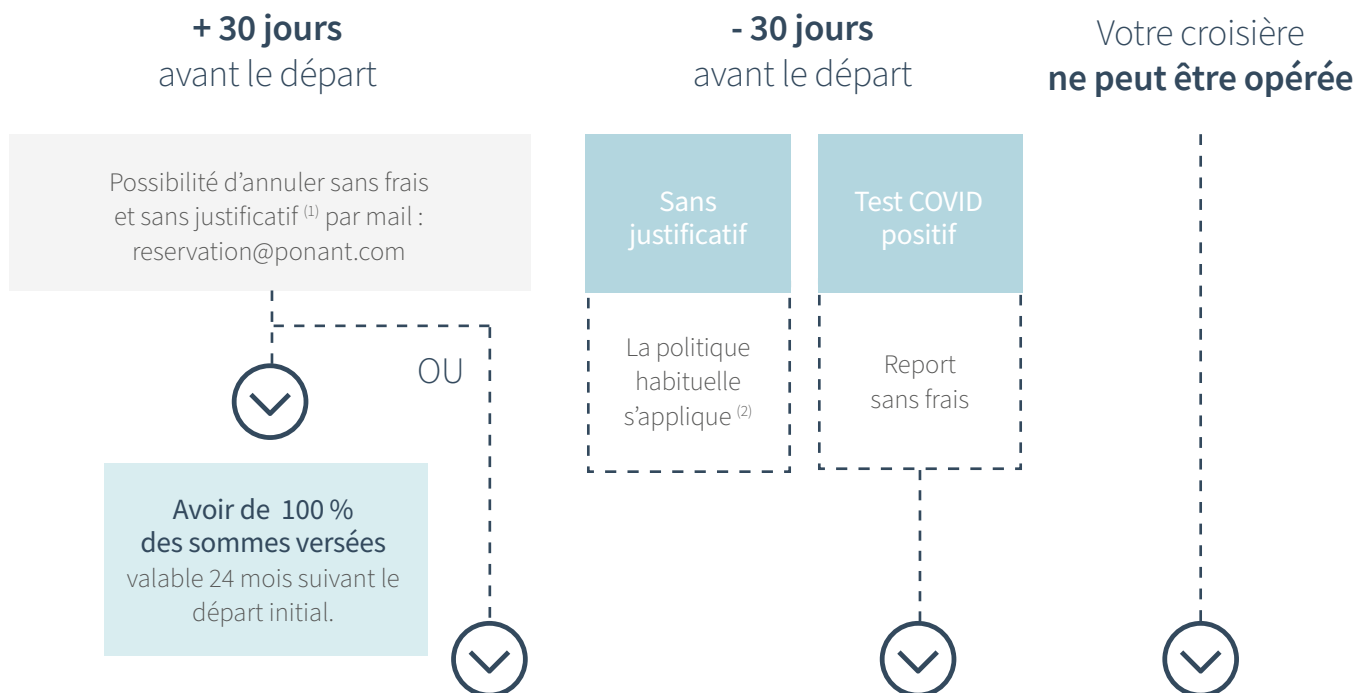 + 30 jours
avant le départ
Possibilité d’annuler sans frais
et sans justificatif (1) par mail :
reservation@ponant.com
OU
Avoir de 100 %
des sommes versées
valable 24 mois suivant le
départ initial.
- 30 jours
avant le départ
Sans
justificatif
La politique
habituelle
s’applique (2)
Test COVID
positif
Report
sans frais
Votre croisière
ne peut être opérée